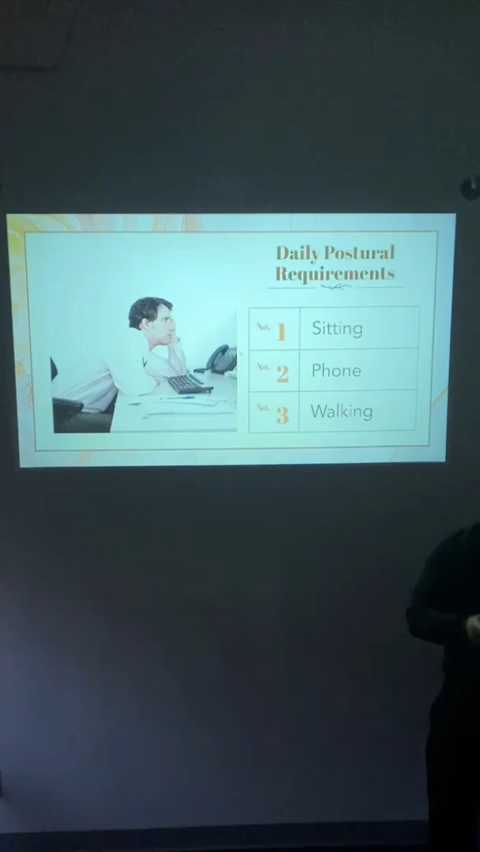 Daily Postural
Requirements
No. 1 Sitting
No. 2 Phone
No. 3 Walking